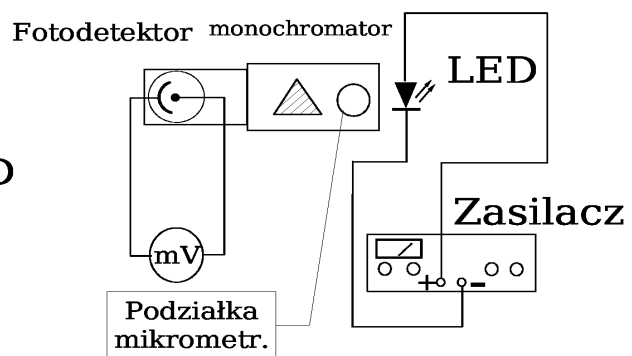 Fotodetektor
monochromator
LED
Zasilacz
mV
+ -
Podziałka
mikrometr.